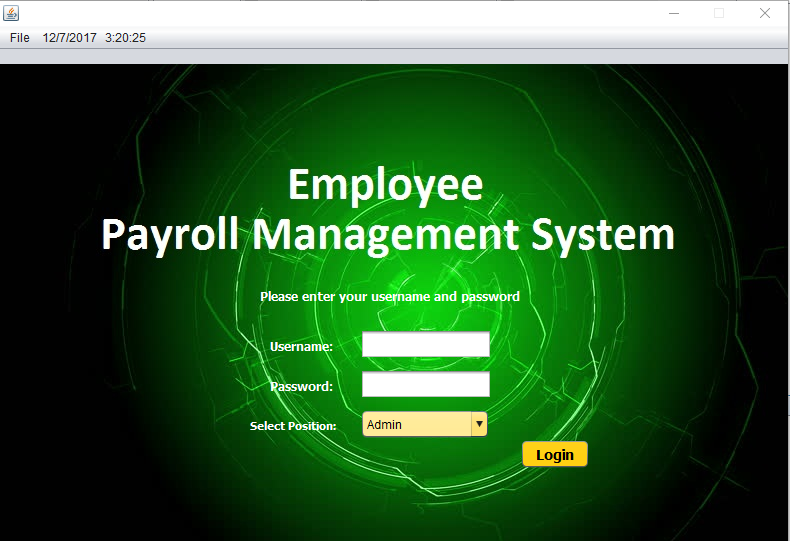 File 12/7/2017 3:20:25
Employee
Payroll Management System
Please enter your username and password
Username:
Password:
Select Position: Admin
Login